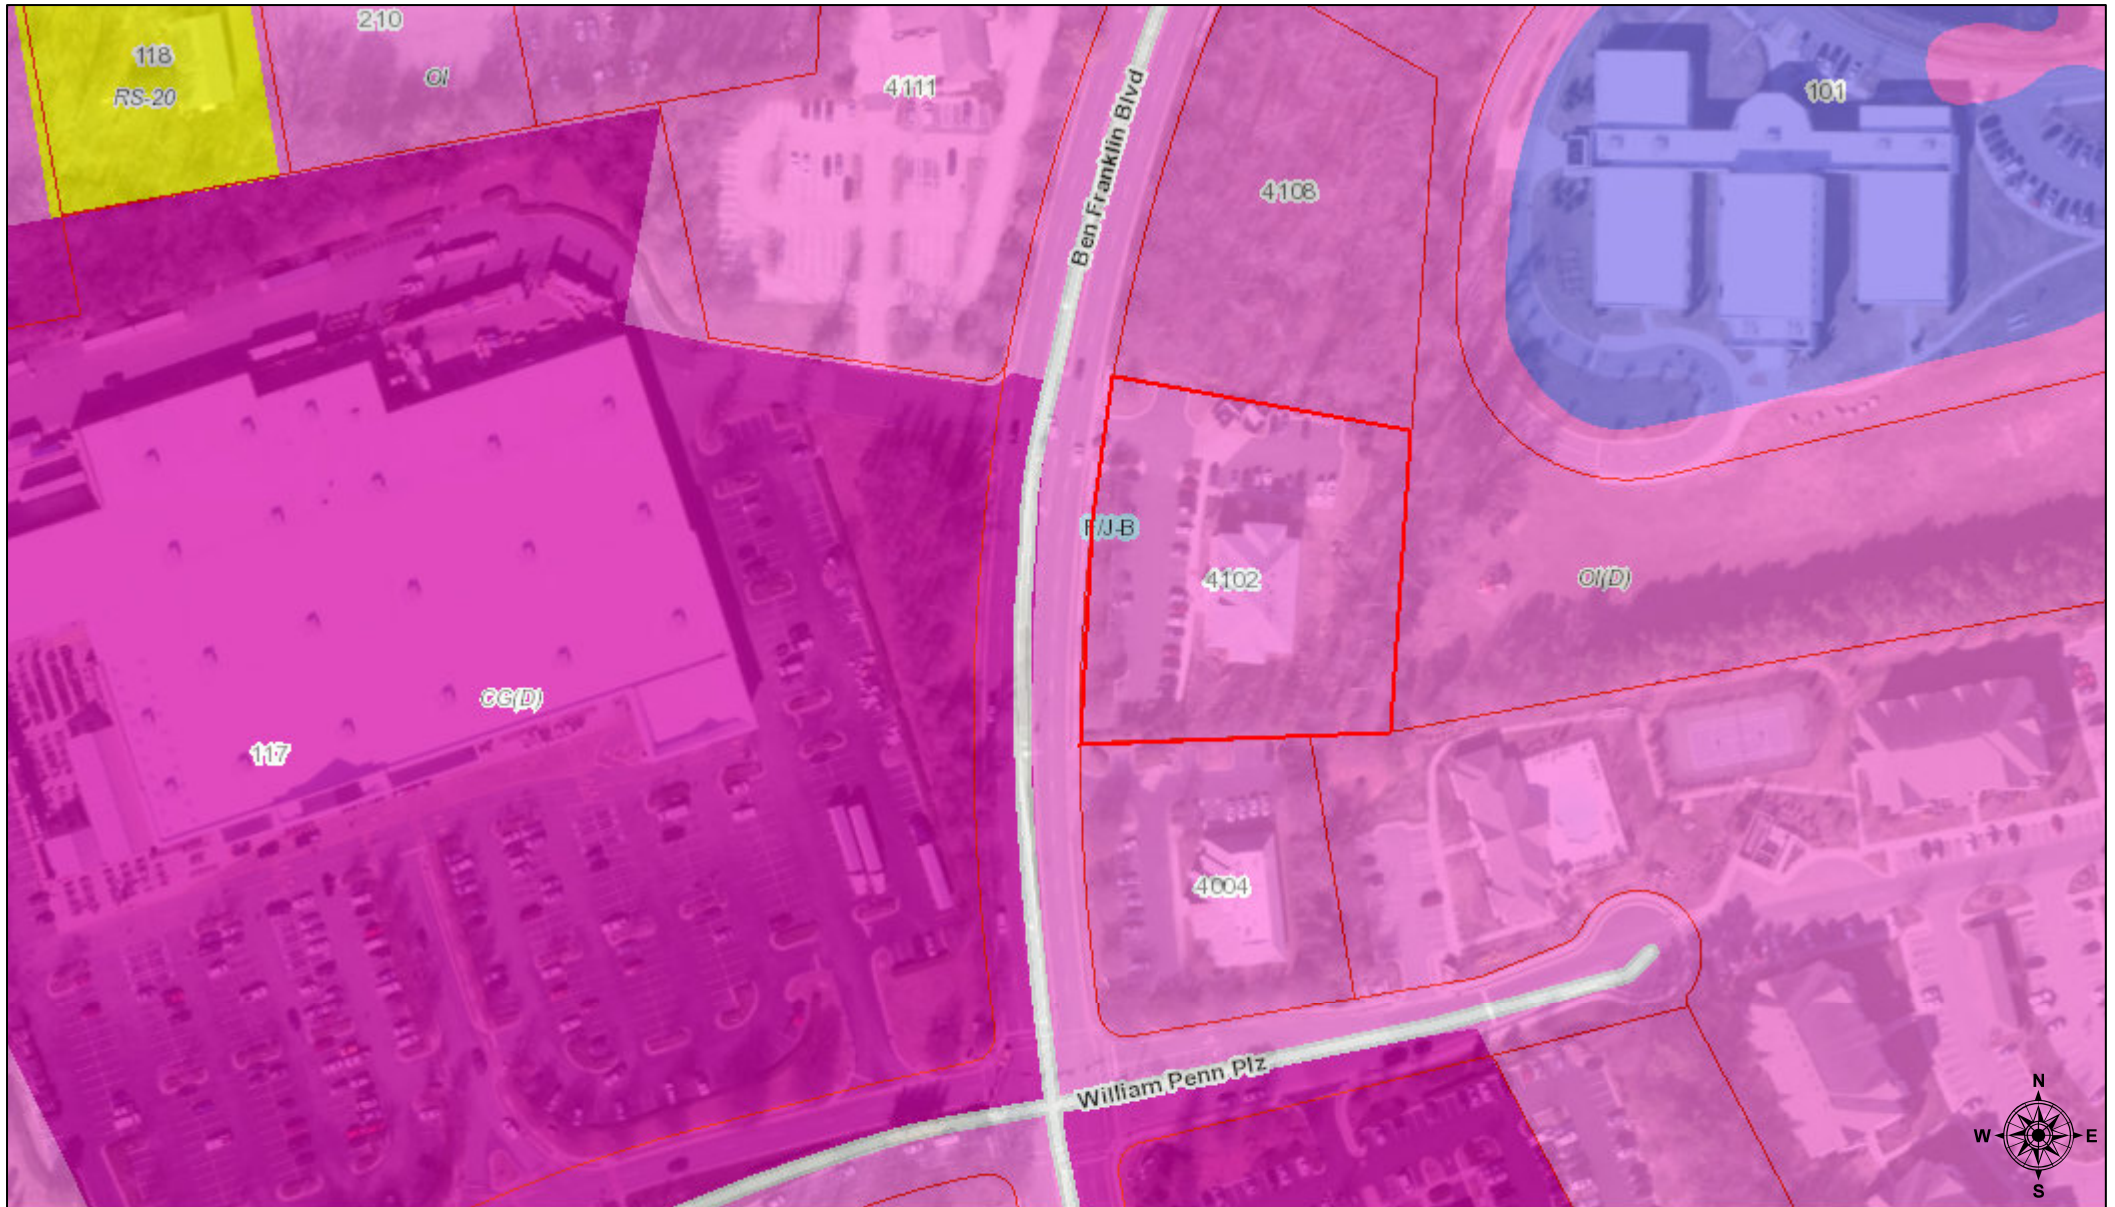 210
118
RS-20
OI
4111
101
Ben Franklin Blvd
4108
F/J-B
4102
OI(D)
CG(D)
117
4004
William Penn Plz
N
W E
S